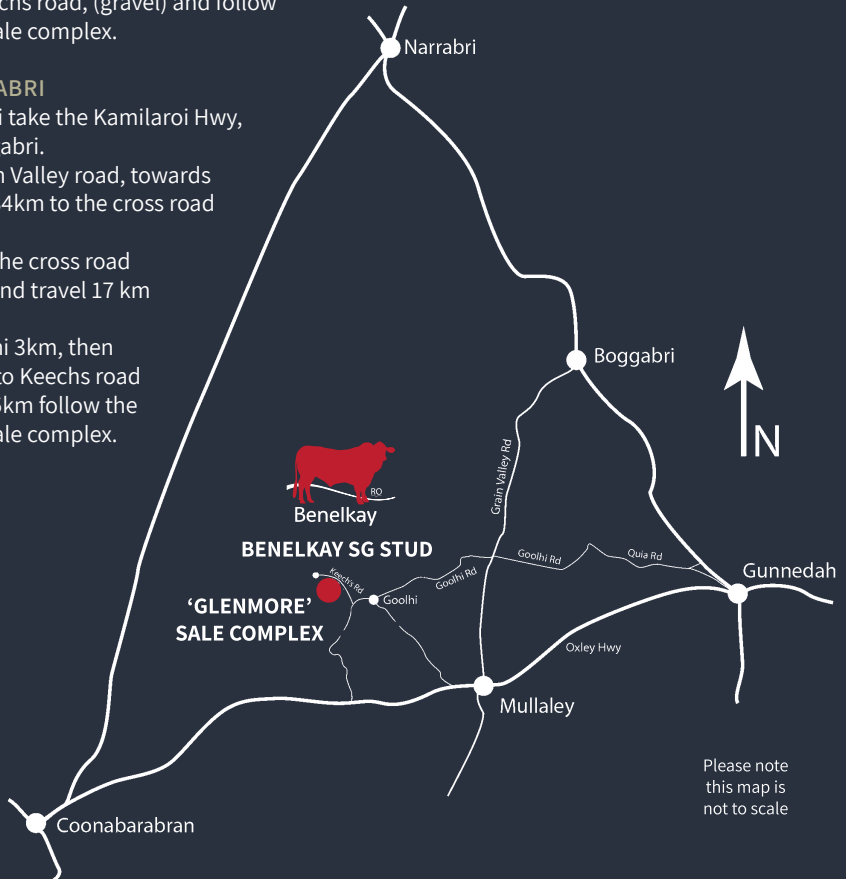 chs road, (gravel) and follow
ale complex.
ABRI
i take the Kamilaroi Hwy,
abri.
n Valley road, towards
4km to the cross road
he cross road
nd travel 17 km
ni 3km, then
to Keechs road
5km follow the
ale complex.
Narrabri
Boggabri
N
Grain Valley Rd
RO
Benelkay
BENELKAY SG STUD
Goolhi Rd
Quia Rd
Gunnedah
Keech's Rd
Goolhi Rd
Goolhi
‘GLENMORE’
SALE COMPLEX
Oxley Hwy
Mullaley
Please note
this map is
not to scale
Coonabarabran